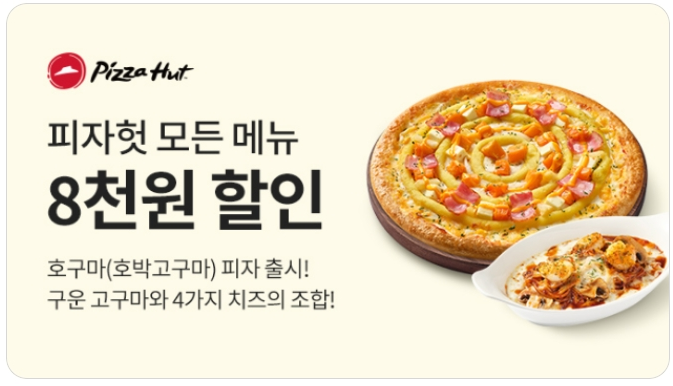 Pizza Hut
피자헛 모든 메뉴
8천원 할인
호구마(호박고구마) 피자 출시!
구운 고구마와 4가지 치즈의 조합!